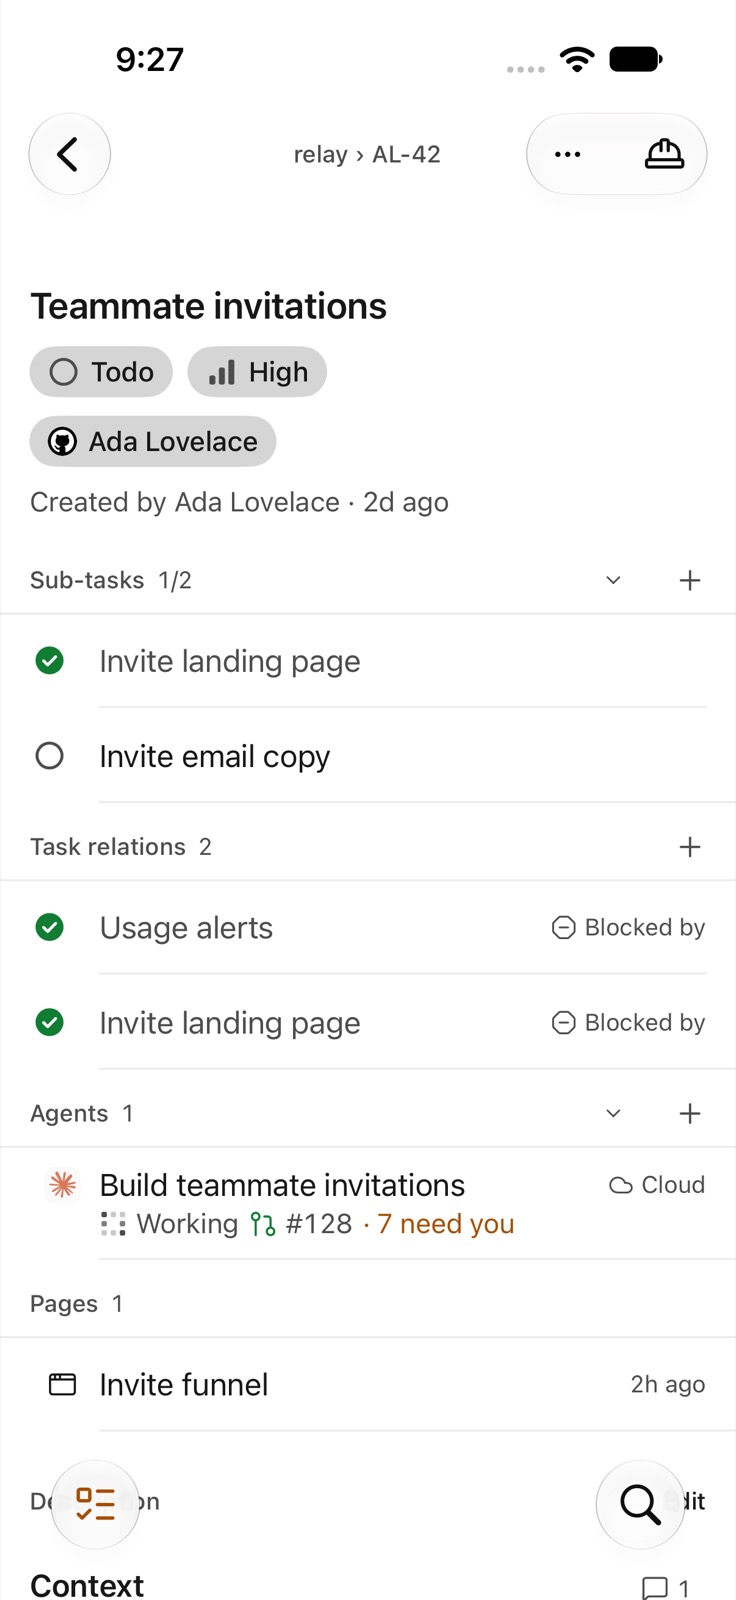 9:27
relay › AL-42
Teammate invitations
Todo
High
Ada Lovelace
Created by Ada Lovelace · 2d ago
Sub-tasks 1/2
Invite landing page
Invite email copy
Task relations 2
Usage alerts
Blocked by
Invite landing page
Blocked by
Agents 1
Build teammate invitations
Cloud
Working #128 · 7 need you
Pages 1
Invite funnel
2h ago
Context
1